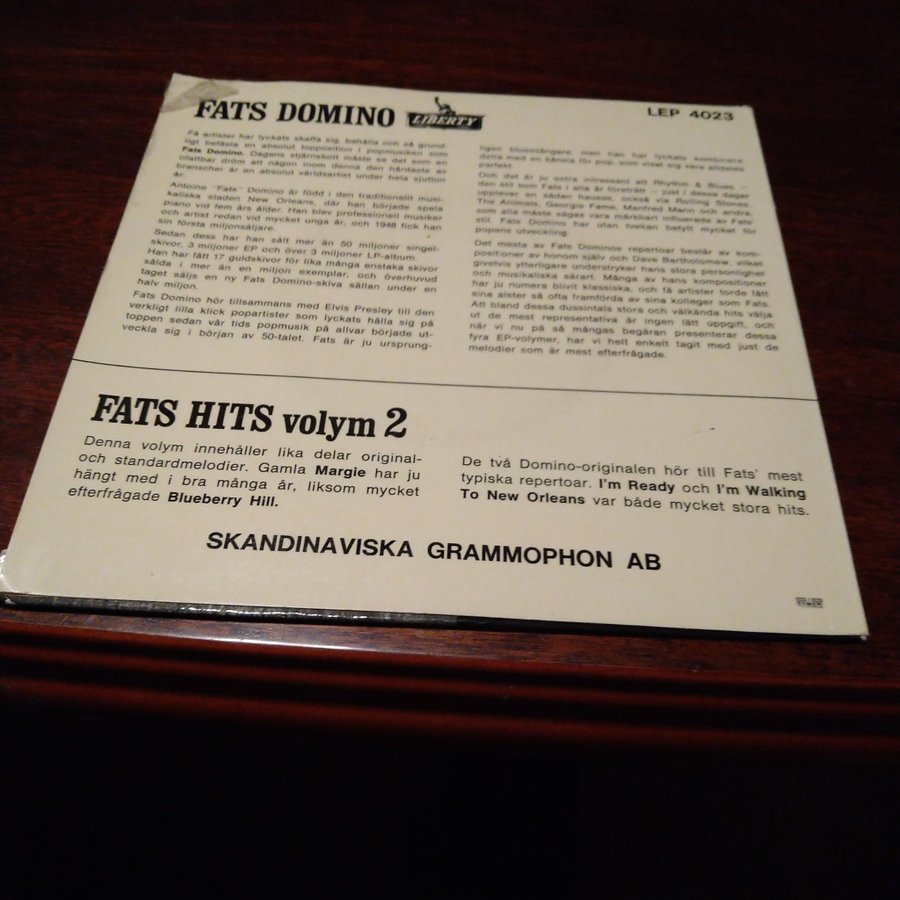 FATS DOMINO
LIBERTY
LEP 4023
Få artister har lyckats skaffa sig, behålla och så grund-
ligt befästa en absolut topposition i popmusiken som
Fats Domino. Dagens stjärnskott måste se det som en
ofattbar dröm att någon inom denna den hårdaste av
branscher är en absolut världsartist under hela sjutton
år.
Antoine "Fats" Domino är född i den traditionellt musi-
kaliska staden New Orleans, där han började spela
piano vid fem års ålder. Han blev professionell musiker
och artist redan vid mycket unga år, och 1948 fick han
sin första miljonsäljare.
Sedan dess har han sålt mer än 50 miljoner singel-
skivor, 3 miljoner EP och över 3 miljoner LP-album.
Han har fått 17 guldskivor för lika många enstaka skivor
sålda i mer än en miljon exemplar, och överhuvud
taget säljs en ny Fats Domino-skiva sällan under en
halv miljon.
Fats Domino hör tillsammans med Elvis Presley till den
verkligt lilla klick popartister som lyckats hålla sig på
toppen sedan vår tids popmusik på allvar började ut-
veckla sig i början av 50-talet. Fats är ju ursprung-
ligen bluessångare, men han har lyckats kombinera
detta med en känsla för pop, som visat sig vara alldeles
perfekt.
Och det är ju extra intressant att Rhythm & Blues —
den stil som Fats i alla år företrätt — just i dessa dagar
upplever en sådan hausse, också via Rolling Stones,
The Animals, Georgie Fame, Manfred Mann och andra,
som alla måste sägas vara märkbart influerade av Fats'
stil. Fats Domino har utan tvekan betytt mycket för
popens utveckling.
Det mesta av Fats Dominos repertoar består av kom-
positioner av honom själv och Dave Bartholomew, vilket
givetvis ytterligare understryker hans stora personlighet
och musikaliska särart. Många av hans kompositioner
har ju numera blivit klassiska, och få artister torde fått
sina alster så ofta framförda av sina kolleger som Fats.
Att bland dessa dussintals stora och välkända hits välja
ut de mest representativa är ingen lätt uppgift, och
när vi nu på så mångas begäran presenterar dessa
fyra EP-volymer, har vi helt enkelt tagit med just de
melodier som är mest efterfrågade.
FATS HITS volym 2
Denna volym innehåller lika delar original-
och standardmelodier. Gamla Margie har ju
hängt med i bra många år, liksom mycket
efterfrågade Blueberry Hill.
De två Domino-originalen hör till Fats' mest
typiska repertoar. I'm Ready och I'm Walking
To New Orleans var både mycket stora hits.
SKANDINAVISKA GRAMMOPHON AB